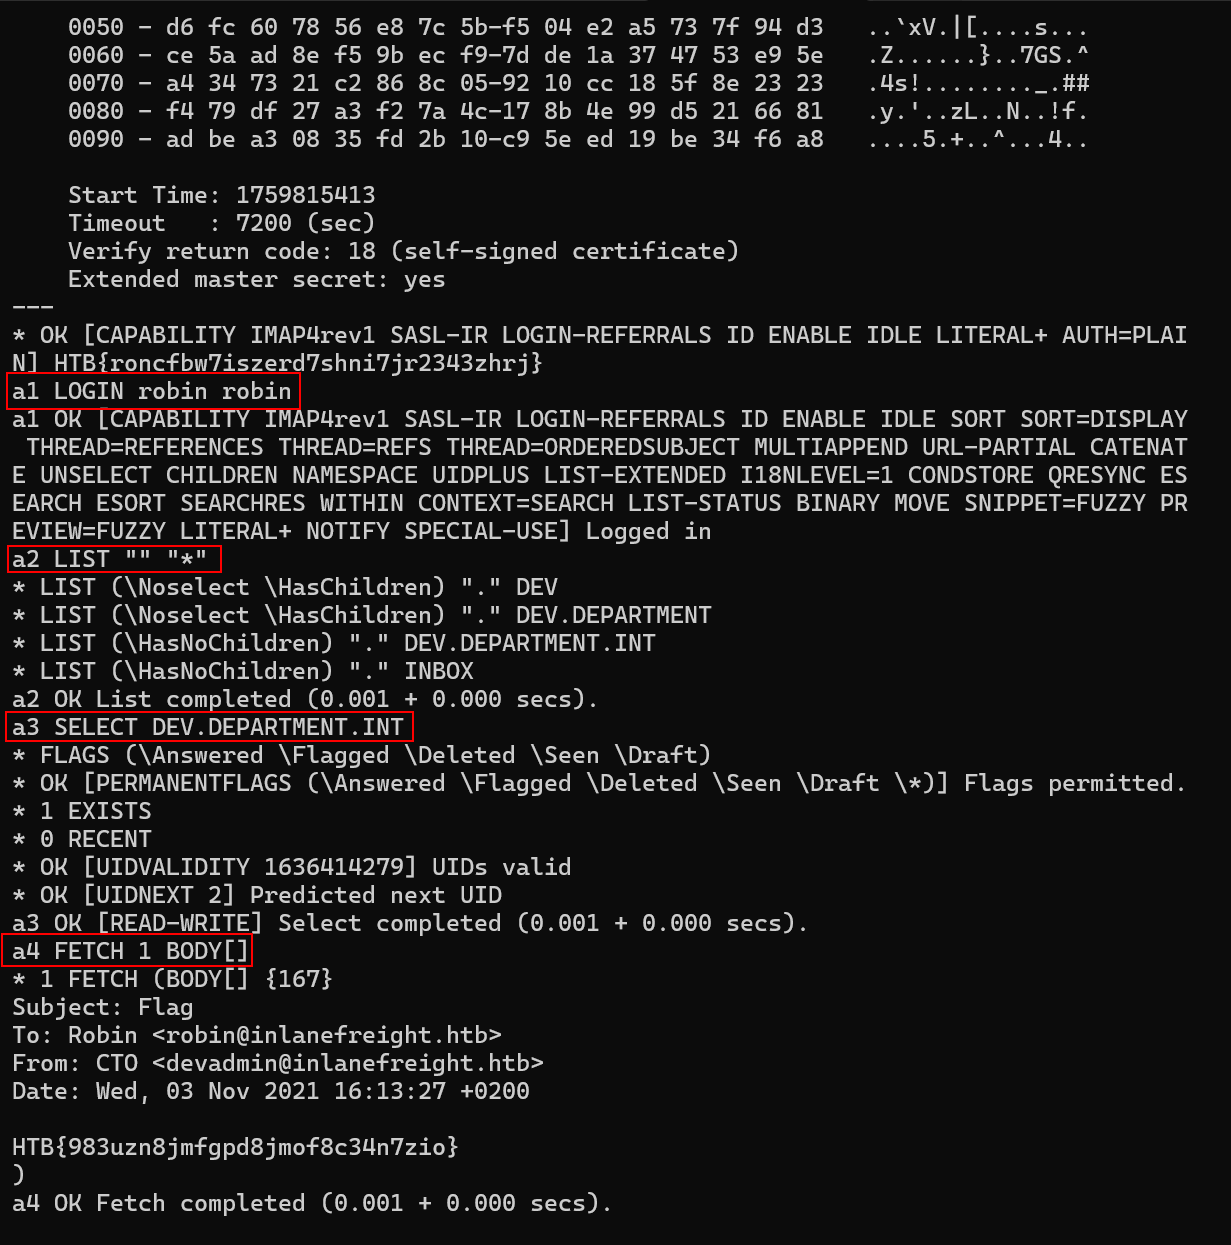 0050 - d6 fc 60 78 56 e8 7c 5b-f5 04 e2 a5 73 7f 94 d3   ..`xV.|[....s...
0060 - ce 5a ad 8e f5 9b ec f9-7d de 1a 37 47 53 e9 5e   .Z......}..7GS.^
0070 - a4 34 73 21 c2 86 8c 05-92 10 cc 18 5f 8e 23 23   .4s!........_.##
0080 - f4 79 df 27 a3 f2 7a 4c-17 8b 4e 99 d5 21 66 81   .y.'..zL..N..!f.
0090 - ad be a3 08 35 fd 2b 10-c9 5e ed 19 be 34 f6 a8   ....5.+..^...4..
Start Time: 1759815413
Timeout   : 7200 (sec)
Verify return code: 18 (self-signed certificate)
Extended master secret: yes
---
* OK [CAPABILITY IMAP4rev1 SASL-IR LOGIN-REFERRALS ID ENABLE IDLE LITERAL+ AUTH=PLAI
N] HTB{roncfbw7iszerd7shni7jr2343zhrj}
a1 LOGIN robin robin
a1 OK [CAPABILITY IMAP4rev1 SASL-IR LOGIN-REFERRALS ID ENABLE IDLE SORT SORT=DISPLAY
 THREAD=REFERENCES THREAD=REFS THREAD=ORDEREDSUBJECT MULTIAPPEND URL-PARTIAL CATENAT
E UNSELECT CHILDREN NAMESPACE UIDPLUS LIST-EXTENDED I18NLEVEL=1 CONDSTORE QRESYNC ES
EARCH ESORT SEARCHRES WITHIN CONTEXT=SEARCH LIST-STATUS BINARY MOVE SNIPPET=FUZZY PR
EVIEW=FUZZY LITERAL+ NOTIFY SPECIAL-USE] Logged in
a2 LIST "" "*"
* LIST (\Noselect \HasChildren) "." DEV
* LIST (\Noselect \HasChildren) "." DEV.DEPARTMENT
* LIST (\HasNoChildren) "." DEV.DEPARTMENT.INT
* LIST (\HasNoChildren) "." INBOX
a2 OK List completed (0.001 + 0.000 secs).
a3 SELECT DEV.DEPARTMENT.INT
* FLAGS (\Answered \Flagged \Deleted \Seen \Draft)
* OK [PERMANENTFLAGS (\Answered \Flagged \Deleted \Seen \Draft \*)] Flags permitted.
* 1 EXISTS
* 0 RECENT
* OK [UIDVALIDITY 1636414279] UIDs valid
* OK [UIDNEXT 2] Predicted next UID
a3 OK [READ-WRITE] Select completed (0.001 + 0.000 secs).
a4 FETCH 1 BODY[]
* 1 FETCH (BODY[] {167}
Subject: Flag
To: Robin <robin@inlanefreight.htb>
From: CTO <devadmin@inlanefreight.htb>
Date: Wed, 03 Nov 2021 16:13:27 +0200
HTB{983uzn8jmfgpd8jmof8c34n7zio}
)
a4 OK Fetch completed (0.001 + 0.000 secs).